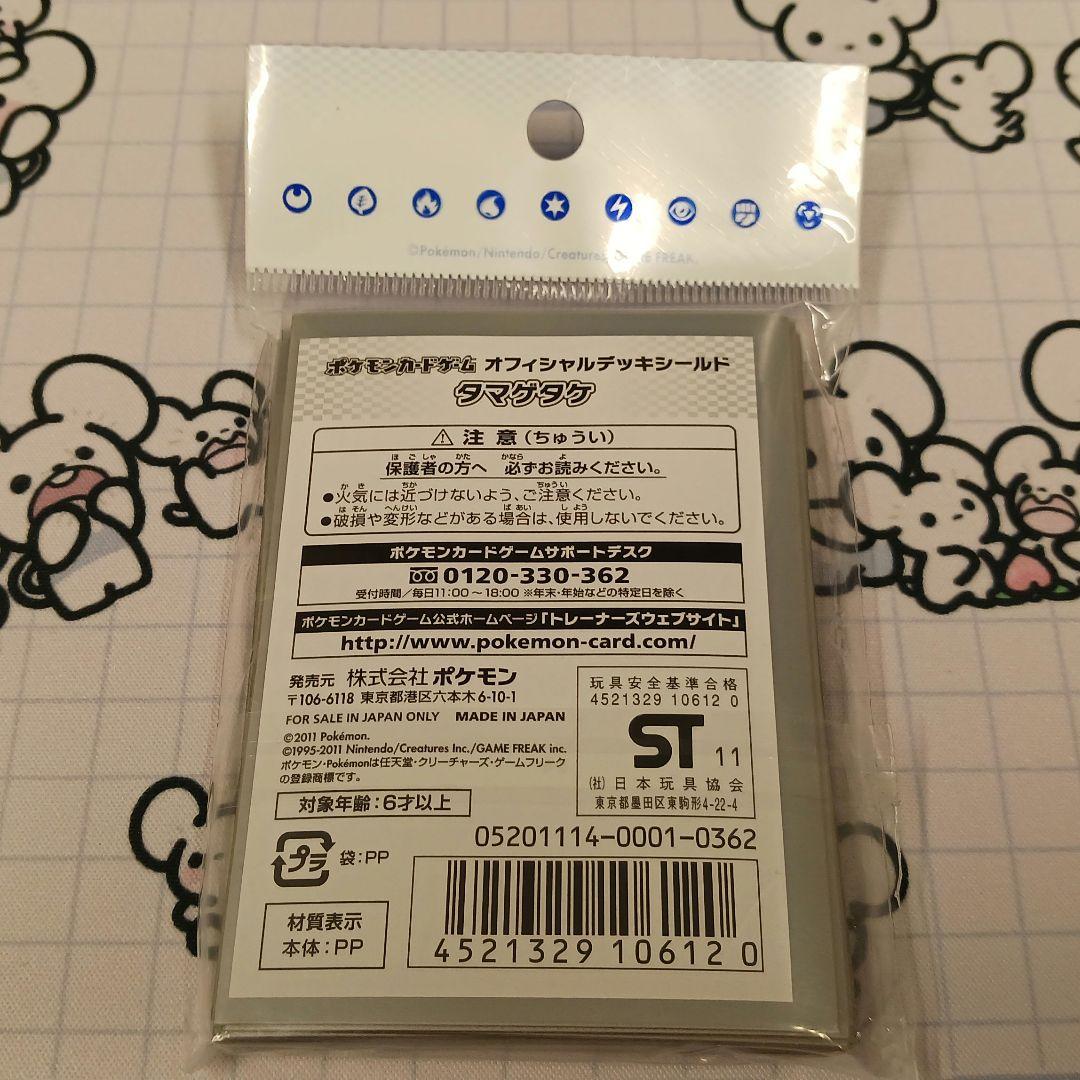 ©Pokémon/Nintendo/Creatures GAME FREAK.
ポケモンカードゲーム オフィシャルデッキシールド
タマゲタケ
⚠ 注意(ちゅうい)
保護者の方へ 必ずお読みください。
●火気には近づけないよう、ご注意ください。
●破損や変形などがある場合は、使用しないでください。
ポケモンカードゲームサポートデスク
0120-330-362
受付時間/毎日11:00~18:00 ※年末・年始などの特定日を除く
ポケモンカードゲーム公式ホームページ「トレーナーズウェブサイト」
http://www.pokemon-card.com/
発売元 株式会社 ポケモン
〒106-6118 東京都港区六本木6-10-1
FOR SALE IN JAPAN ONLY MADE IN JAPAN
©2011 Pokémon.
©1995-2011 Nintendo/Creatures Inc./GAME FREAK inc.
ポケモン・Pokémonは任天堂・クリーチャーズ・ゲームフリーク
の登録商標です。
対象年齢:6才以上
玩具安全基準合格
4521329 10612 0
ST 11
(社)日本玩具協会
東京都墨田区東駒形4-22-4
05201114-0001-0362
プラ 袋:PP
材質表示
本体:PP
4521329 10612 0